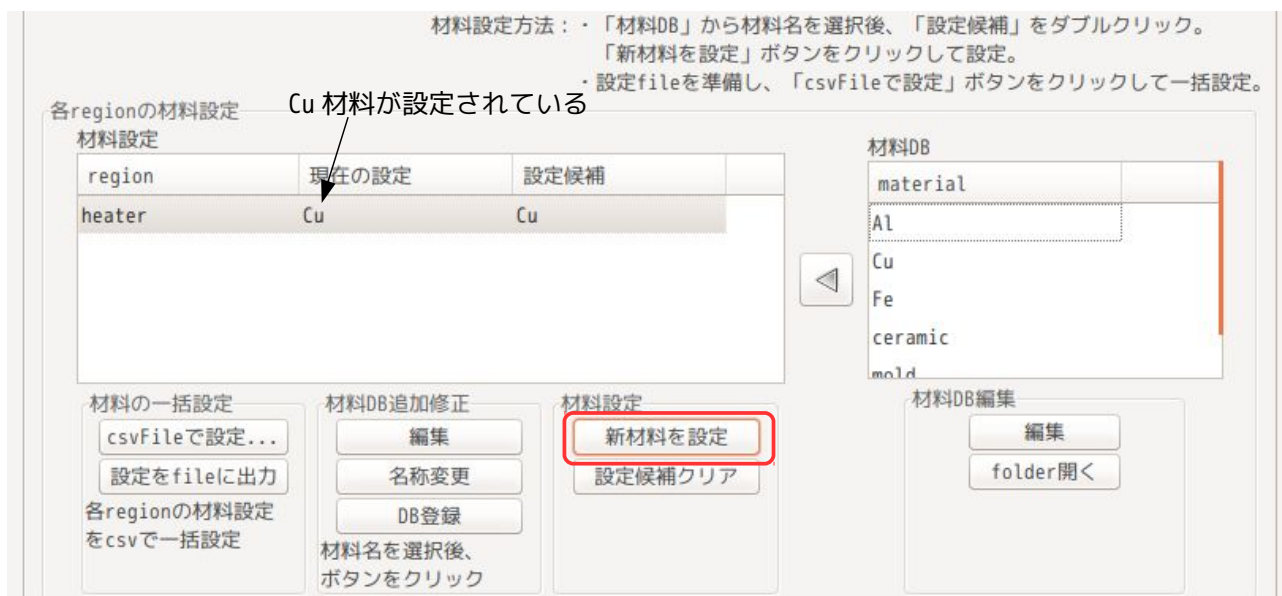 材料設定方法：・「材料DB」から材料名を選択後、「設定候補」をダブルクリック。
「新材料を設定」ボタンをクリックして設定。
・設定fileを準備し、「csvFileで設定」ボタンをクリックして一括設定。
Cu 材料が設定されている
各regionの材料設定
材料設定
region 現在の設定 設定候補
heater Cu Cu
材料DB
material
Al
Cu
Fe
ceramic
mold
材料の一括設定
csvFileで設定...
設定をfileに出力
各regionの材料設定
をcsvで一括設定
材料DB追加修正
編集
名称変更
DB登録
材料名を選択後、
ボタンをクリック
材料設定
新材料を設定
設定候補クリア
材料DB編集
編集
folder開く